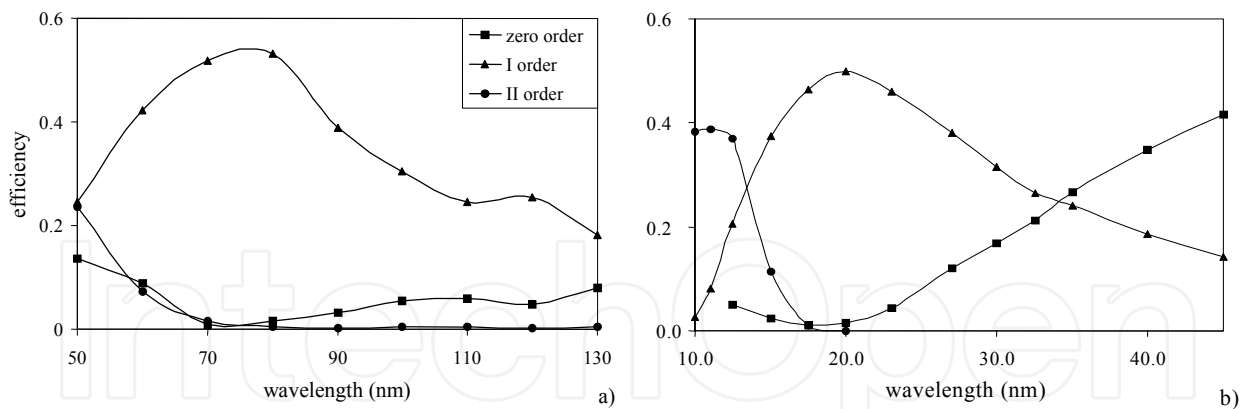 0.6
0.4
0.2
0
efficiency
50
70
90
110
130
wavelength (nm)
a)
zero order
I order
II order
0.6
0.4
0.2
0.0
10.0
20.0
30.0
40.0
wavelength (nm)
b)
IntechOpen